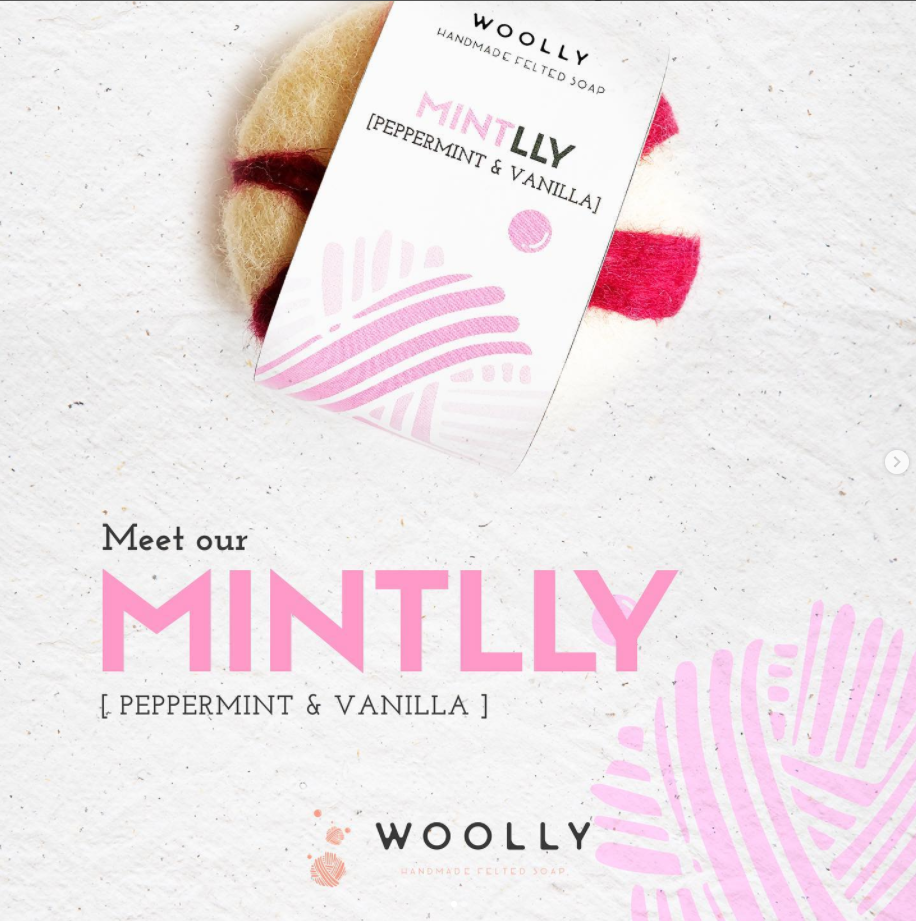 WOOLLY
HANDMADE FELTED SOAP
MINTLLY
[PEPPERMINT & VANILLA]
Meet our
MINTLLY
[ PEPPERMINT & VANILLA ]
WOOLLY
HANDMADE FELTED SOAP